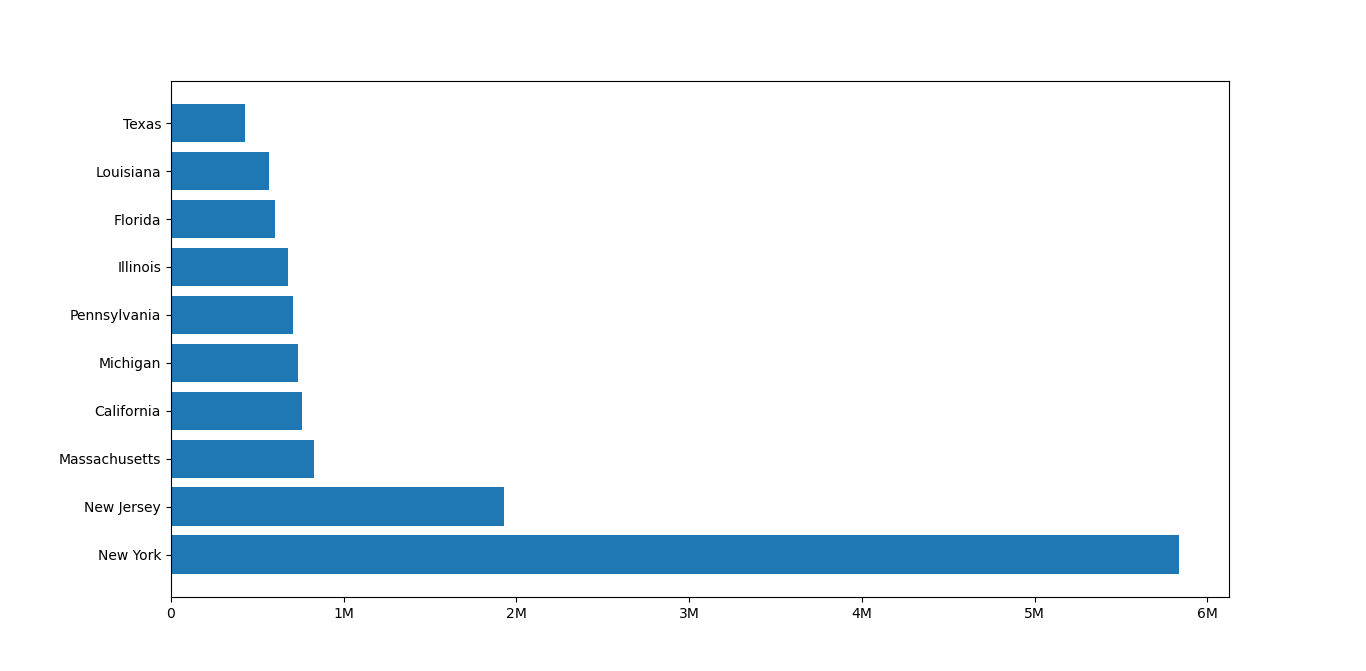 Texas
Louisiana
Florida
Illinois
Pennsylvania
Michigan
California
Massachusetts
New Jersey
New York
0 1M 2M 3M 4M 5M 6M